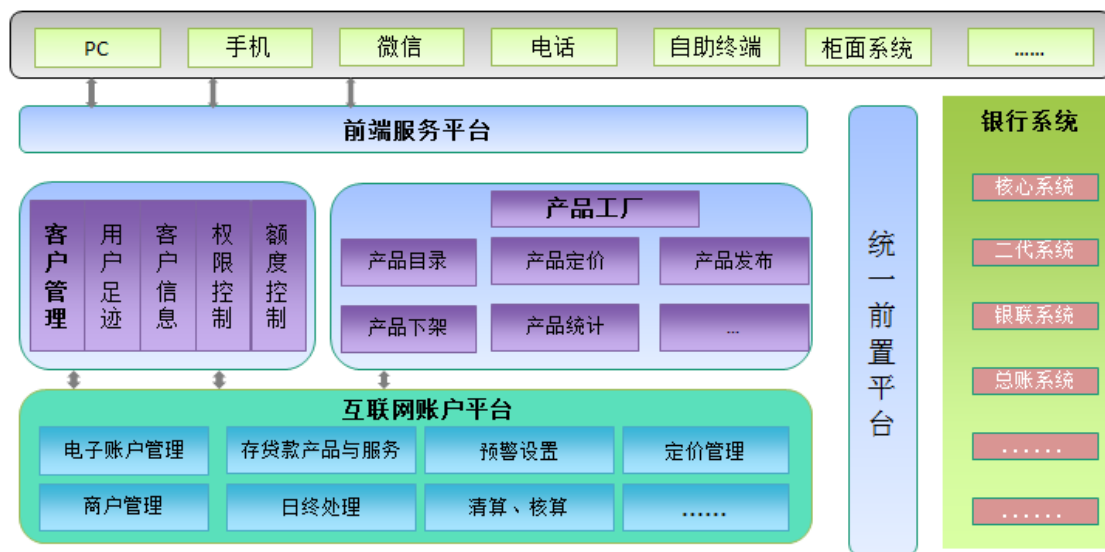 PC
手机
微信
电话
自助终端
柜面系统
......
前端服务平台
客户管理
用户足迹
客户信息
权限控制
额度控制
产品工厂
产品目录
产品定价
产品发布
产品下架
产品统计
...
互联网账户平台
电子账户管理
存贷款产品与服务
预警设置
定价管理
商户管理
日终处理
清算、核算
......
统一前置平台
银行系统
核心系统
二代系统
银联系统
总账系统
......
......